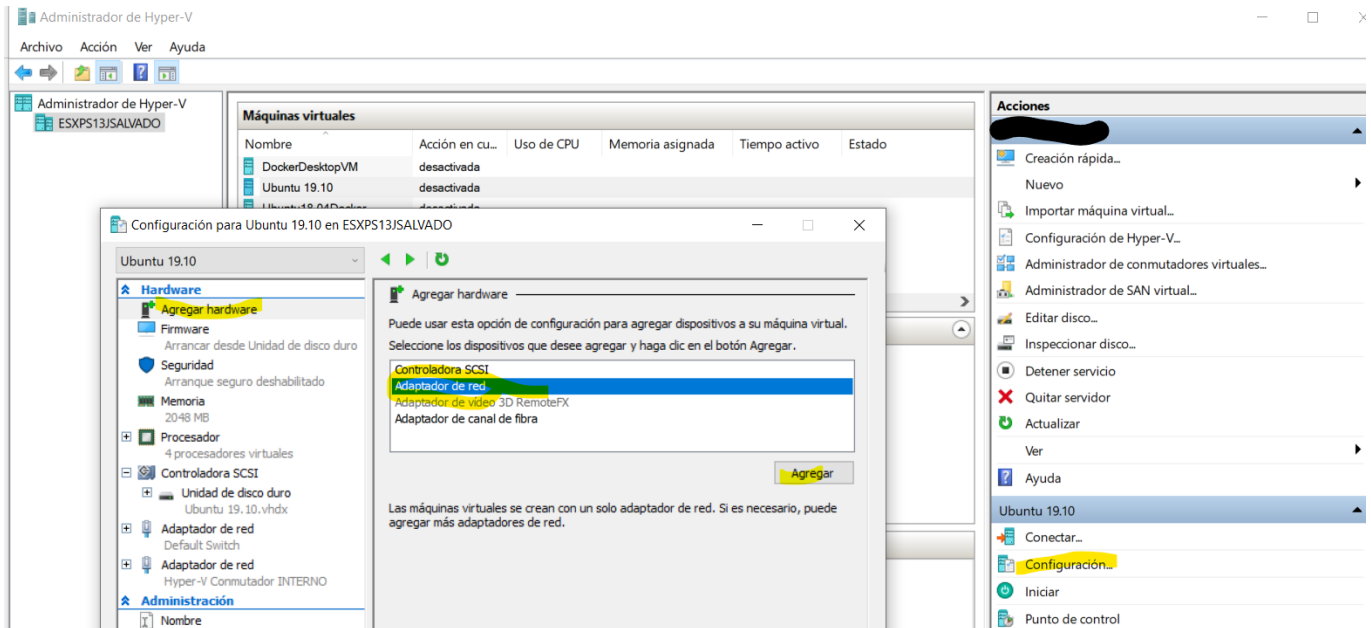 Administrador de Hyper-V
Archivo Acción Ver Ayuda
Administrador de Hyper-V
ESXPS13JSALVADO
Máquinas virtuales
Nombre Acción en cu... Uso de CPU Memoria asignada Tiempo activo Estado
DockerDesktopVM desactivada
Ubuntu 19.10 desactivada
Ubuntu18.04Docker desactivada
Configuración para Ubuntu 19.10 en ESXPS13JSALVADO
Ubuntu 19.10
Hardware
Agregar hardware
Firmware
Arrancar desde Unidad de disco duro
Seguridad
Arranque seguro deshabilitado
Memoria
2048 MB
Procesador
4 procesadores virtuales
Controladora SCSI
Unidad de disco duro
Ubuntu 19.10.vhdx
Adaptador de red
Default Switch
Adaptador de red
Hyper-V Conmutador INTERNO
Administración
Nombre
Agregar hardware
Puede usar esta opción de configuración para agregar dispositivos a su máquina virtual.
Seleccione los dispositivos que desee agregar y haga clic en el botón Agregar.
Controladora SCSI
Adaptador de red
Adaptador de vídeo 3D RemoteFX
Adaptador de canal de fibra
Agregar
Las máquinas virtuales se crean con un solo adaptador de red. Si es necesario, puede
agregar más adaptadores de red.
Acciones
Creación rápida...
Nuevo
Importar máquina virtual...
Configuración de Hyper-V...
Administrador de conmutadores virtuales...
Administrador de SAN virtual...
Editar disco...
Inspeccionar disco...
Detener servicio
Quitar servidor
Actualizar
Ver
Ayuda
Ubuntu 19.10
Conectar...
Configuración...
Iniciar
Punto de control